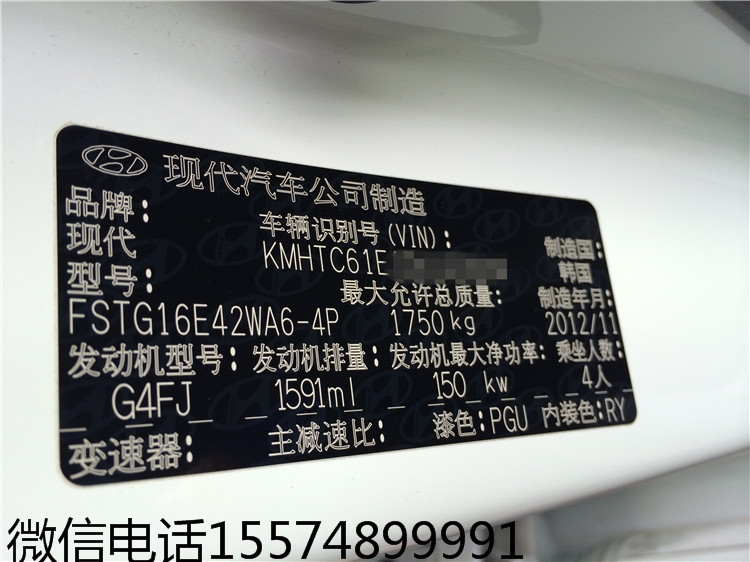 现代汽车公司制造
品牌： 车辆识别号(VIN)： 制造国：
现代 KMHTC61E 韩国
型号： 最大允许总质量： 制造年月：
FSTG16E42WA6-4P 1750kg 2012/11
发动机型号： 发动机排量： 发动机最大净功率： 乘坐人数：
G4FJ 1591ml 150 kw 4人
变速器： 主减速比： 漆色：PGU 内装色：RY
微信电话15574899991